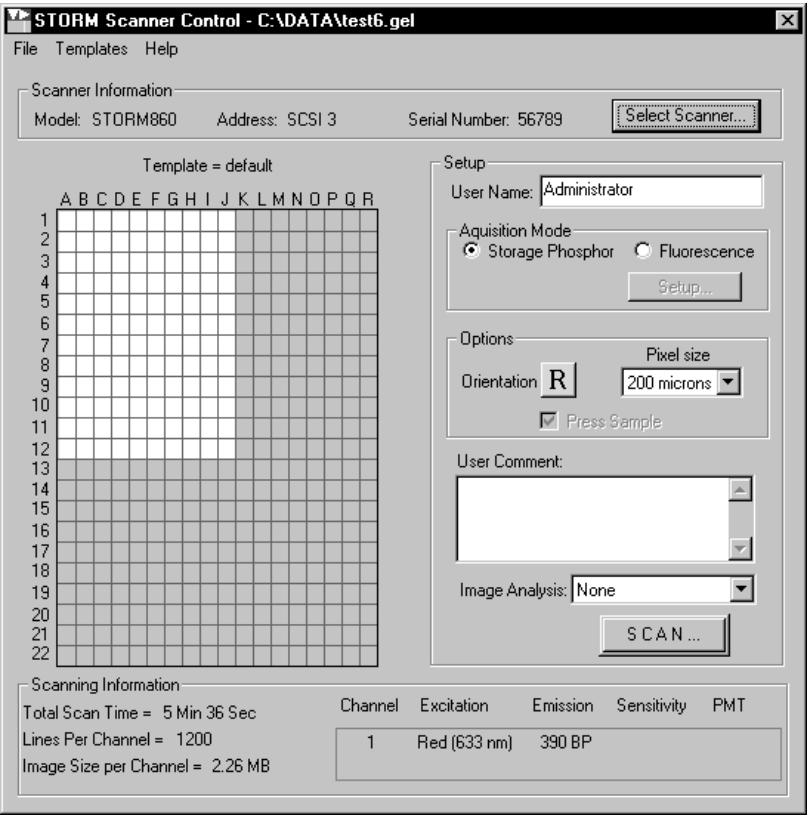 STORM Scanner Control - C:\DATA\test6.gel
File Templates Help
Scanner Information
Model: STORM860 Address: SCSI 3 Serial Number: 56789 Select Scanner...
Template = default
A B C D E F G H I J K L M N O P Q R
1
2
3
4
5
6
7
8
9
10
11
12
13
14
15
16
17
18
19
20
21
22
Setup
User Name: Administrator
Aquisition Mode
Storage Phosphor Fluorescence
Setup...
Options
Pixel size
Orientation R 200 microns
Press Sample
User Comment:
Image Analysis: None
SCAN...
Scanning Information
Total Scan Time = 5 Min 36 Sec
Lines Per Channel = 1200
Image Size per Channel = 2.26 MB
Channel Excitation Emission Sensitivity PMT
1 Red (633 nm) 390 BP